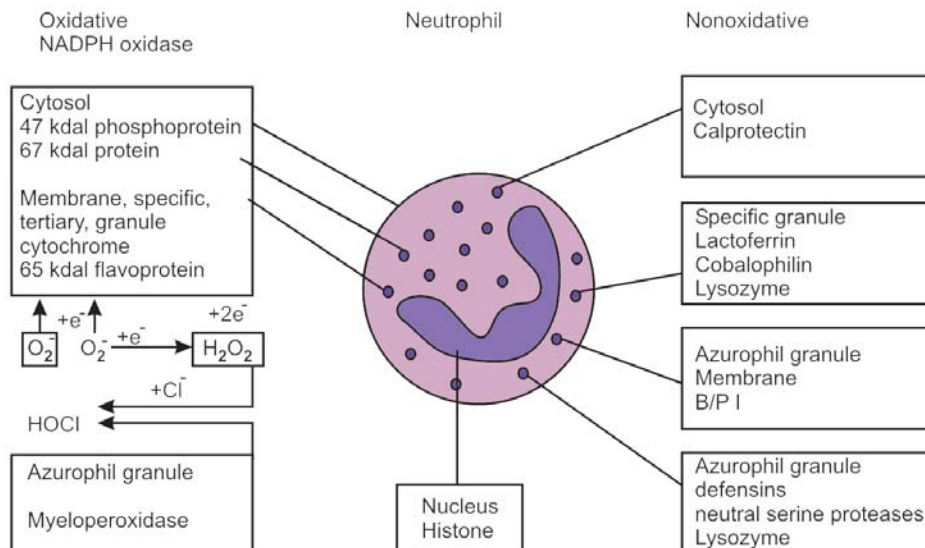 Oxidative
NADPH oxidase
Neutrophil
Nonoxidative
Cytosol
47 kdal phosphoprotein
67 kdal protein
Membrane, specific,
tertiary, granule
cytochrome
65 kdal flavoprotein
+e⁻
+2e⁻
O₂⁻
O₂⁻
+e⁻
H₂O₂
+Cl⁻
HOCl
Azurophil granule
Myeloperoxidase
Nucleus
Histone
Cytosol
Calprotectin
Specific granule
Lactoferrin
Cobalophilin
Lysozyme
Azurophil granule
Membrane
B/P I
Azurophil granule
defensins
neutral serine proteases
Lysozyme